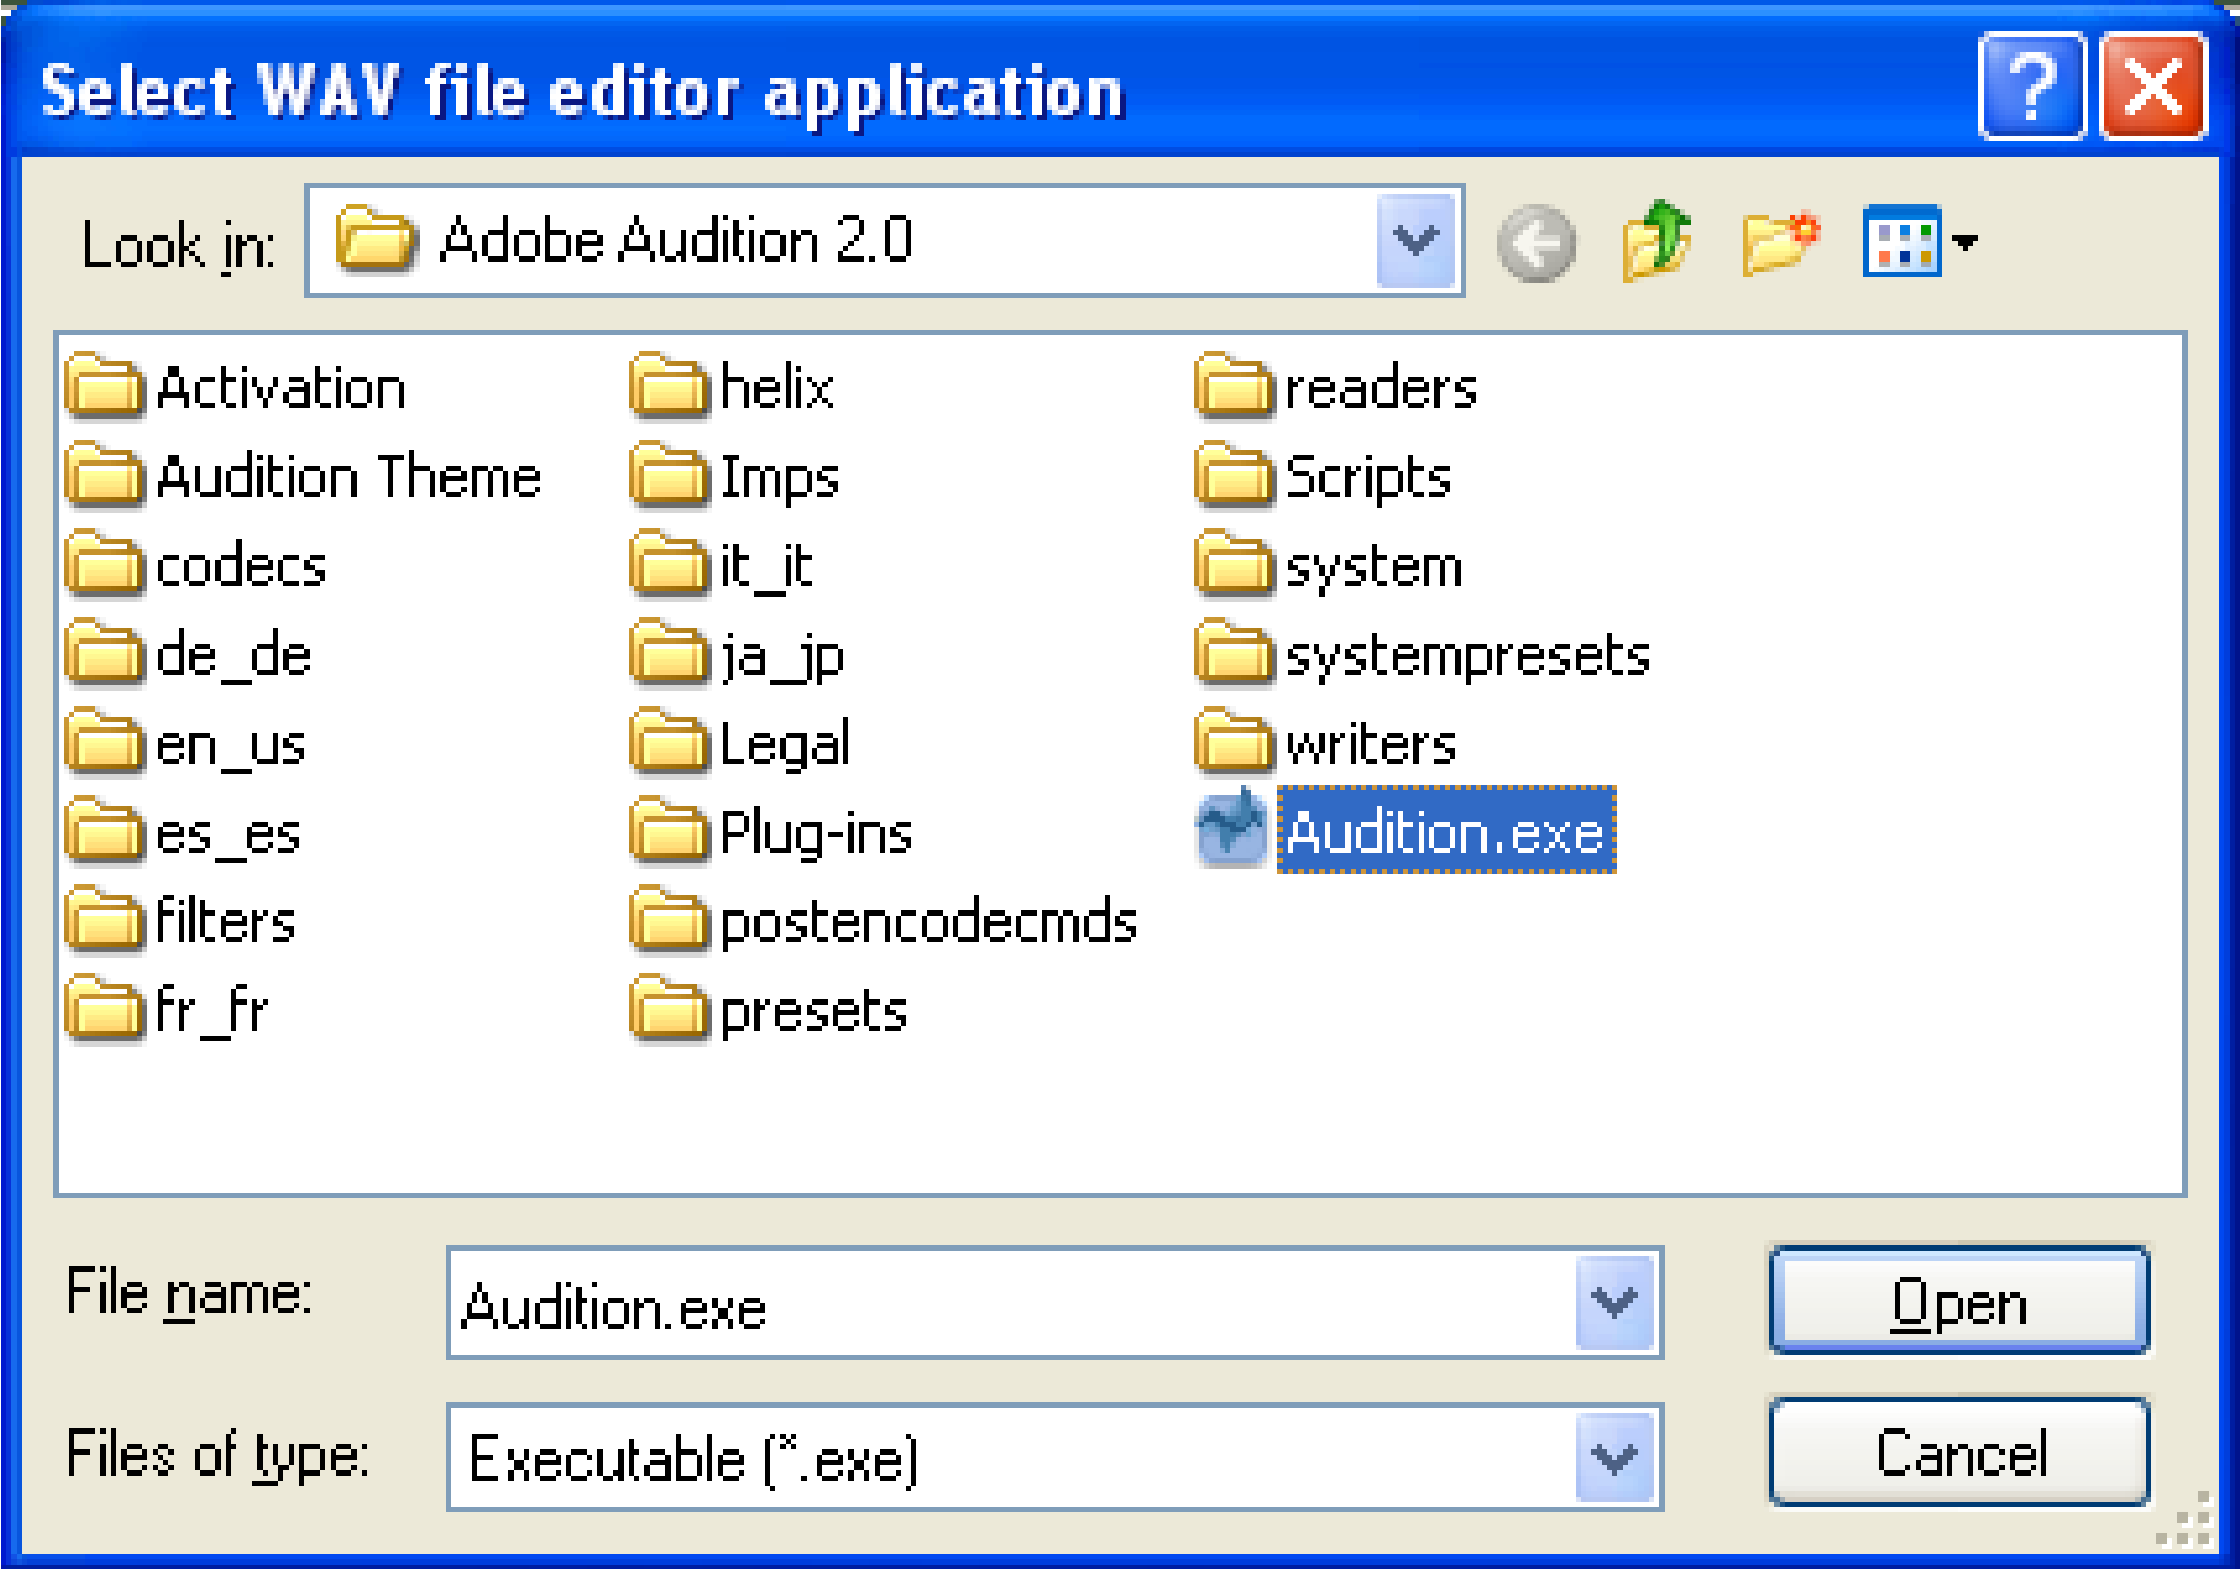 Select WAV file editor application
Look in: Adobe Audition 2.0
Activation
Audition Theme
codecs
de_de
en_us
es_es
filters
fr_fr
helix
Imps
it_it
ja_jp
Legal
Plug-ins
postencodecmds
presets
readers
Scripts
system
systempresets
writers
Audition.exe
File name: Audition.exe Open
Files of type: Executable (*.exe) Cancel